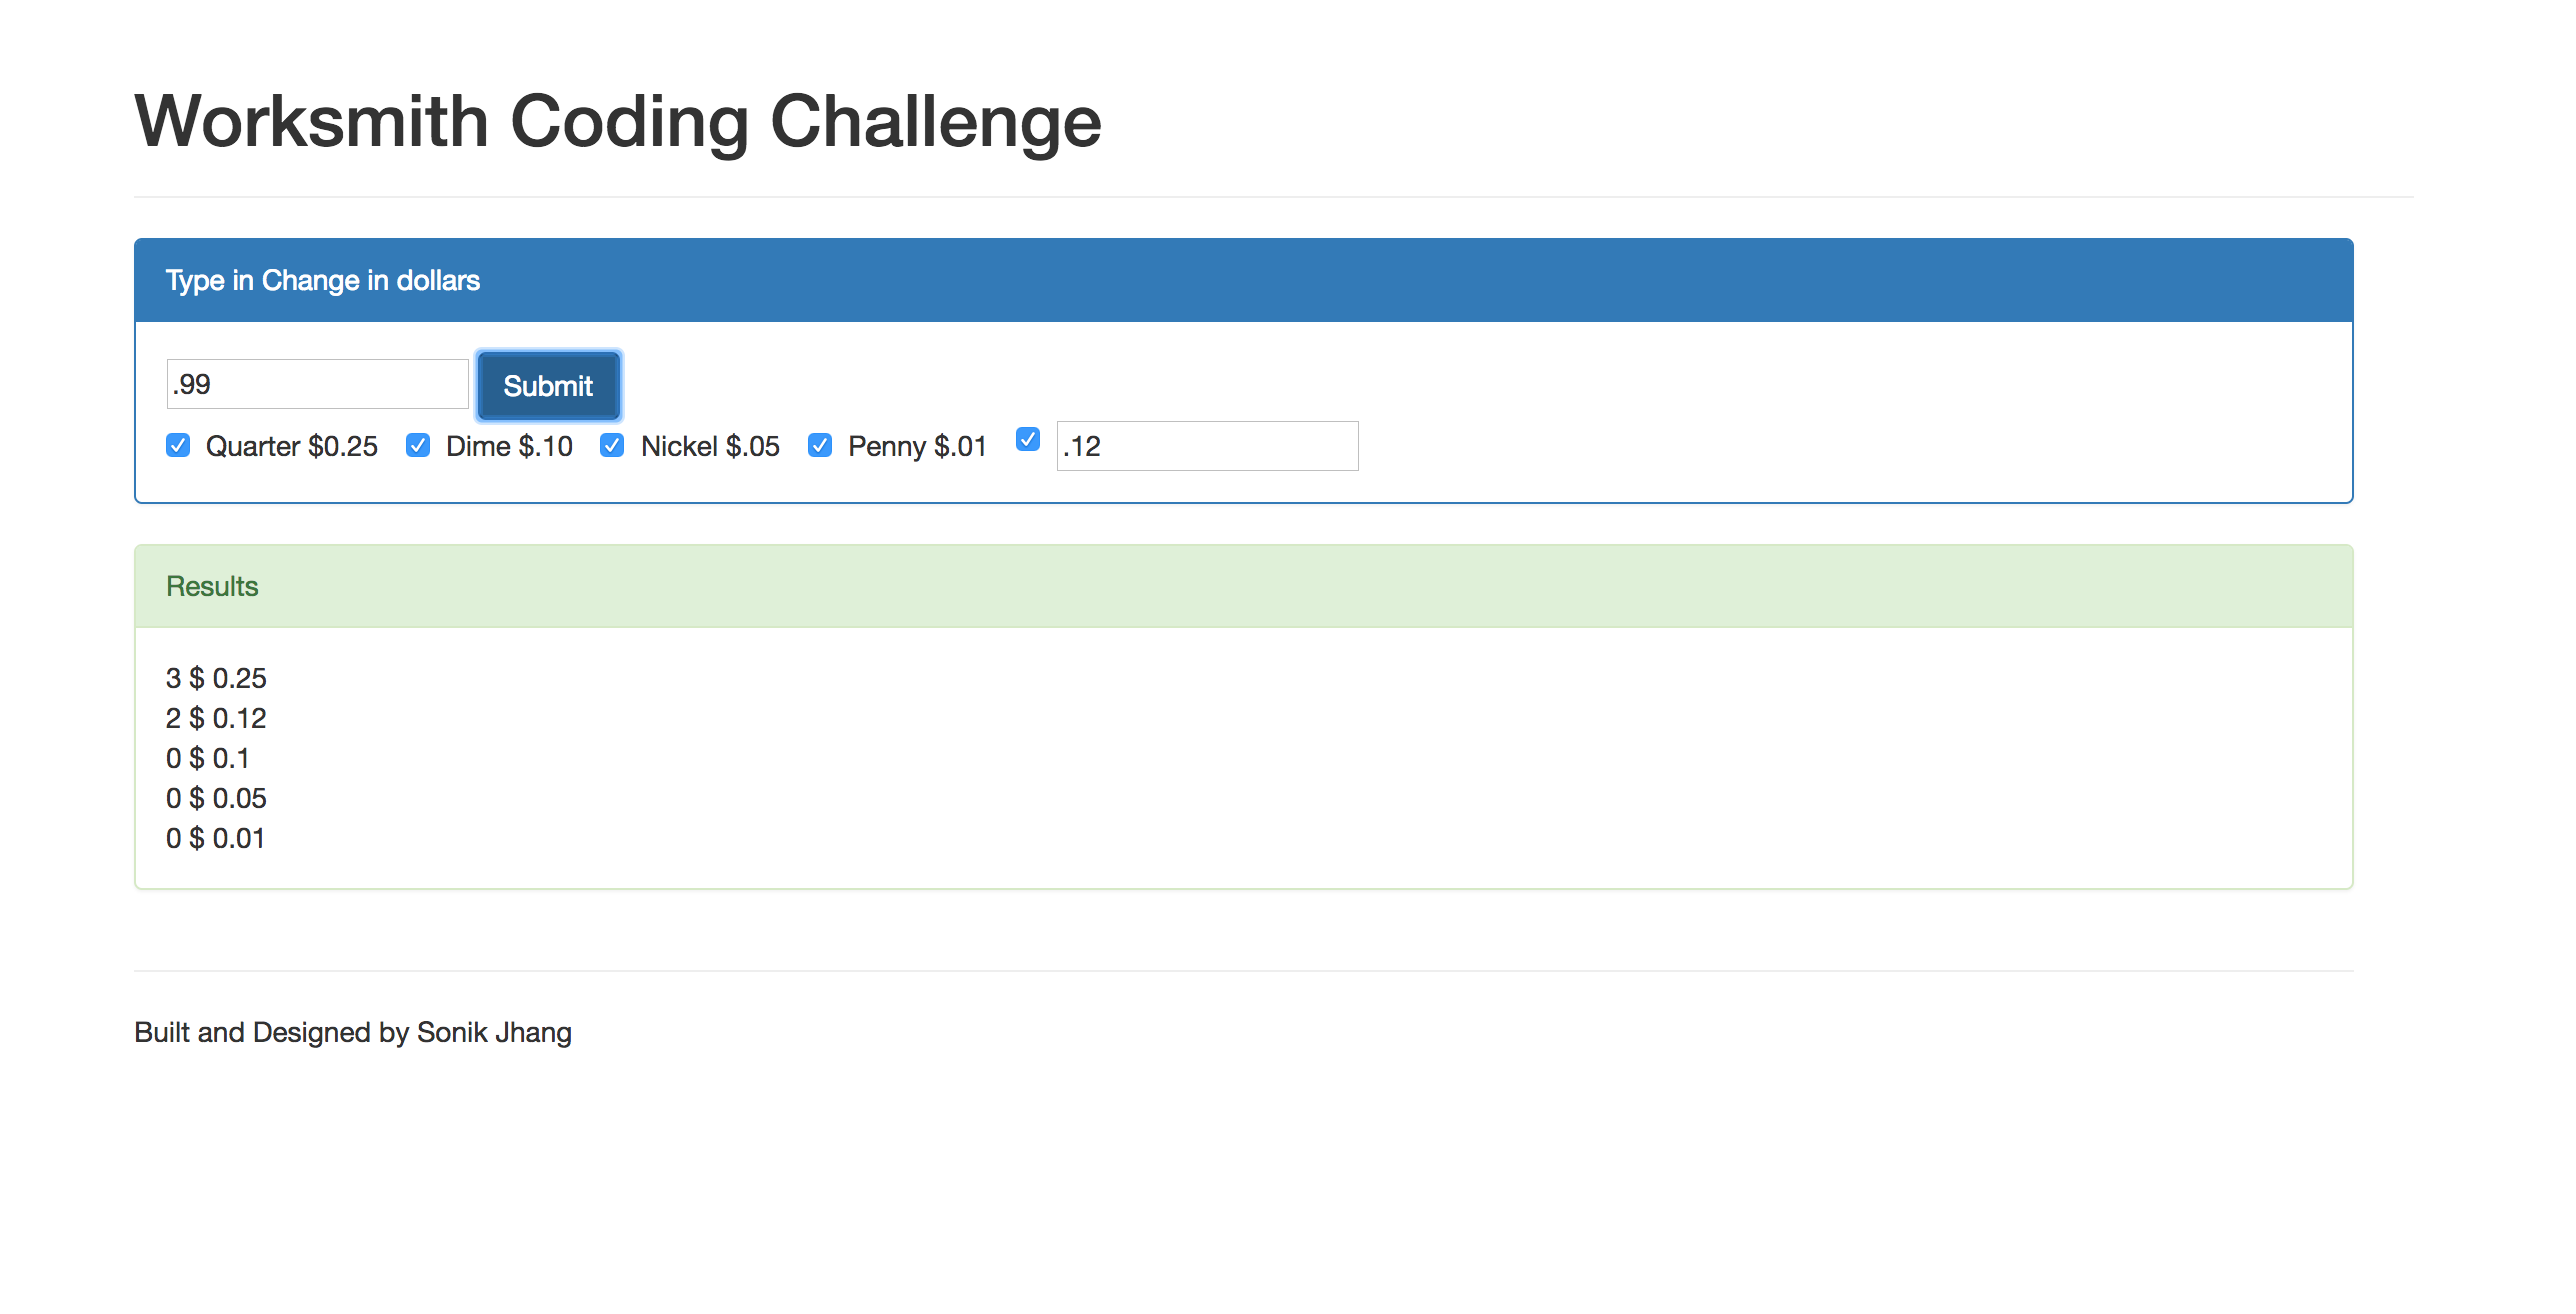 Worksmith Coding Challenge
Type in Change in dollars
.99 Submit
Quarter $0.25 Dime $.10 Nickel $.05 Penny $.01 .12
Results
3 $ 0.25
2 $ 0.12
0 $ 0.1
0 $ 0.05
0 $ 0.01
Built and Designed by Sonik Jhang